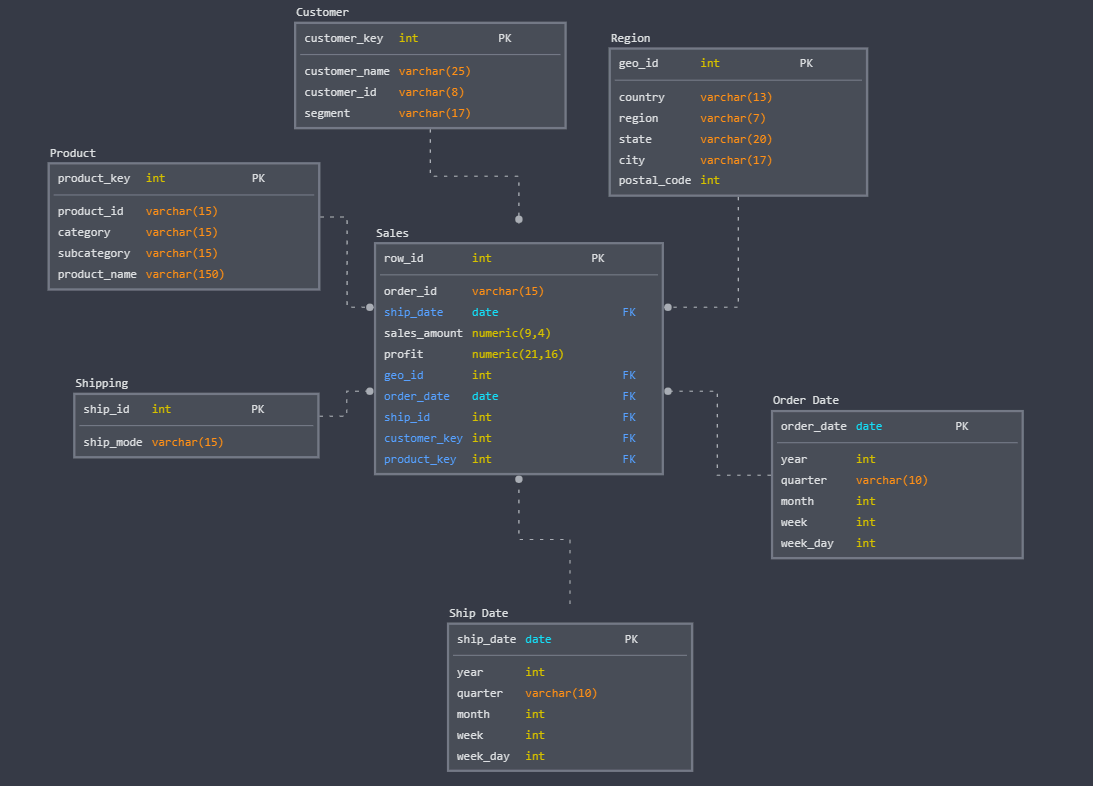 Customer
customer_key int PK
customer_name varchar(25)
customer_id varchar(8)
segment varchar(17)
Region
geo_id int PK
country varchar(13)
region varchar(7)
state varchar(20)
city varchar(17)
postal_code int
Product
product_key int PK
product_id varchar(15)
category varchar(15)
subcategory varchar(15)
product_name varchar(150)
Sales
row_id int PK
order_id varchar(15)
ship_date date FK
sales_amount numeric(9,4)
profit numeric(21,16)
geo_id int FK
order_date date FK
ship_id int FK
customer_key int FK
product_key int FK
Shipping
ship_id int PK
ship_mode varchar(15)
Order Date
order_date date PK
year int
quarter varchar(10)
month int
week int
week_day int
Ship Date
ship_date date PK
year int
quarter varchar(10)
month int
week int
week_day int